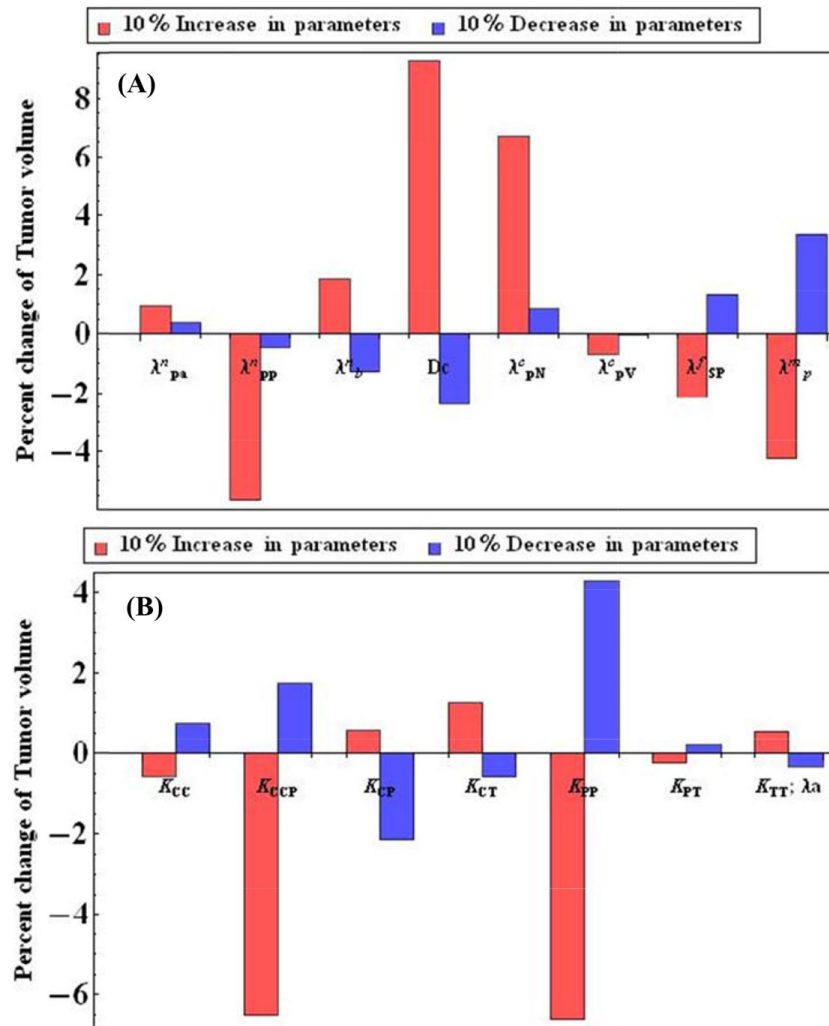 10 % Increase in parameters 10 % Decrease in parameters
(A)
Percent change of Tumor volume
8
6
4
2
0
−2
−4
λⁿpa λⁿpp λⁿb Dc λᶜpN λᶜpV λᶠSP λᵐp
10 % Increase in parameters 10 % Decrease in parameters
(B)
Percent change of Tumor volume
4
2
0
−2
−4
−6
KCC KCCP KCP KCT KPP KPT KTT; λa